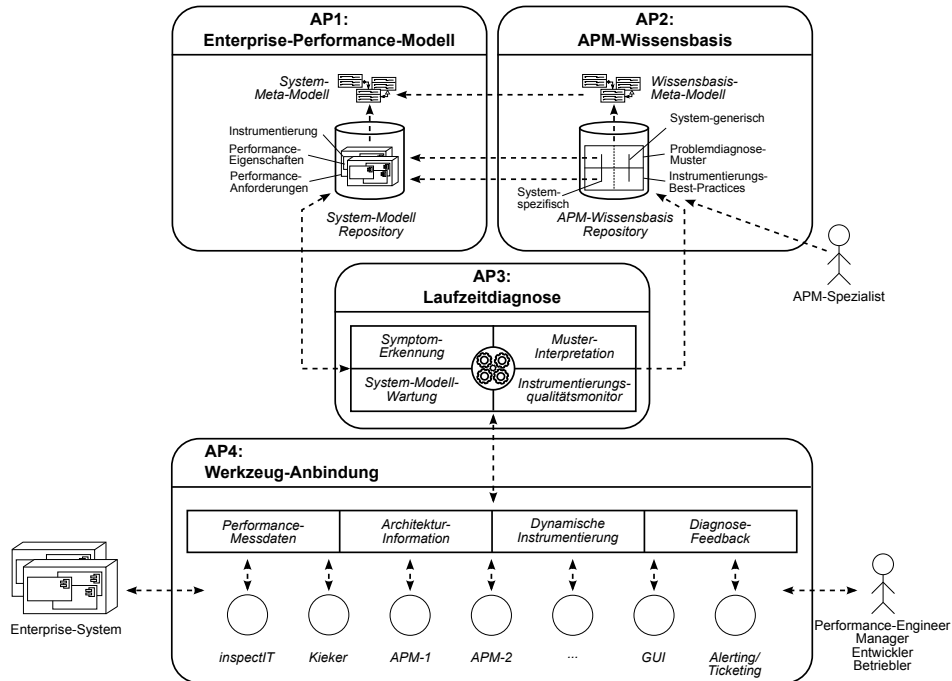 AP1:
Enterprise-Performance-Modell
System-
Meta-Modell
Instrumentierung
Performance-
Eigenschaften
Performance-
Anforderungen
System-Modell
Repository
AP2:
APM-Wissensbasis
Wissensbasis-
Meta-Modell
System-generisch
Problemdiagnose-
Muster
Instrumentierungs-
Best-Practices
System-
spezifisch
APM-Wissensbasis
Repository
APM-Spezialist
AP3:
Laufzeitdiagnose
Symptom-
Erkennung
Muster-
Interpretation
System-Modell-
Wartung
Instrumentierungs-
qualitätsmonitor
AP4:
Werkzeug-Anbindung
Performance-
Messdaten
Architektur-
Information
Dynamische
Instrumentierung
Diagnose-
Feedback
Enterprise-System
inspectIT
Kieker
APM-1
APM-2
...
GUI
Alerting/
Ticketing
Performance-Engineer
Manager
Entwickler
Betriebler